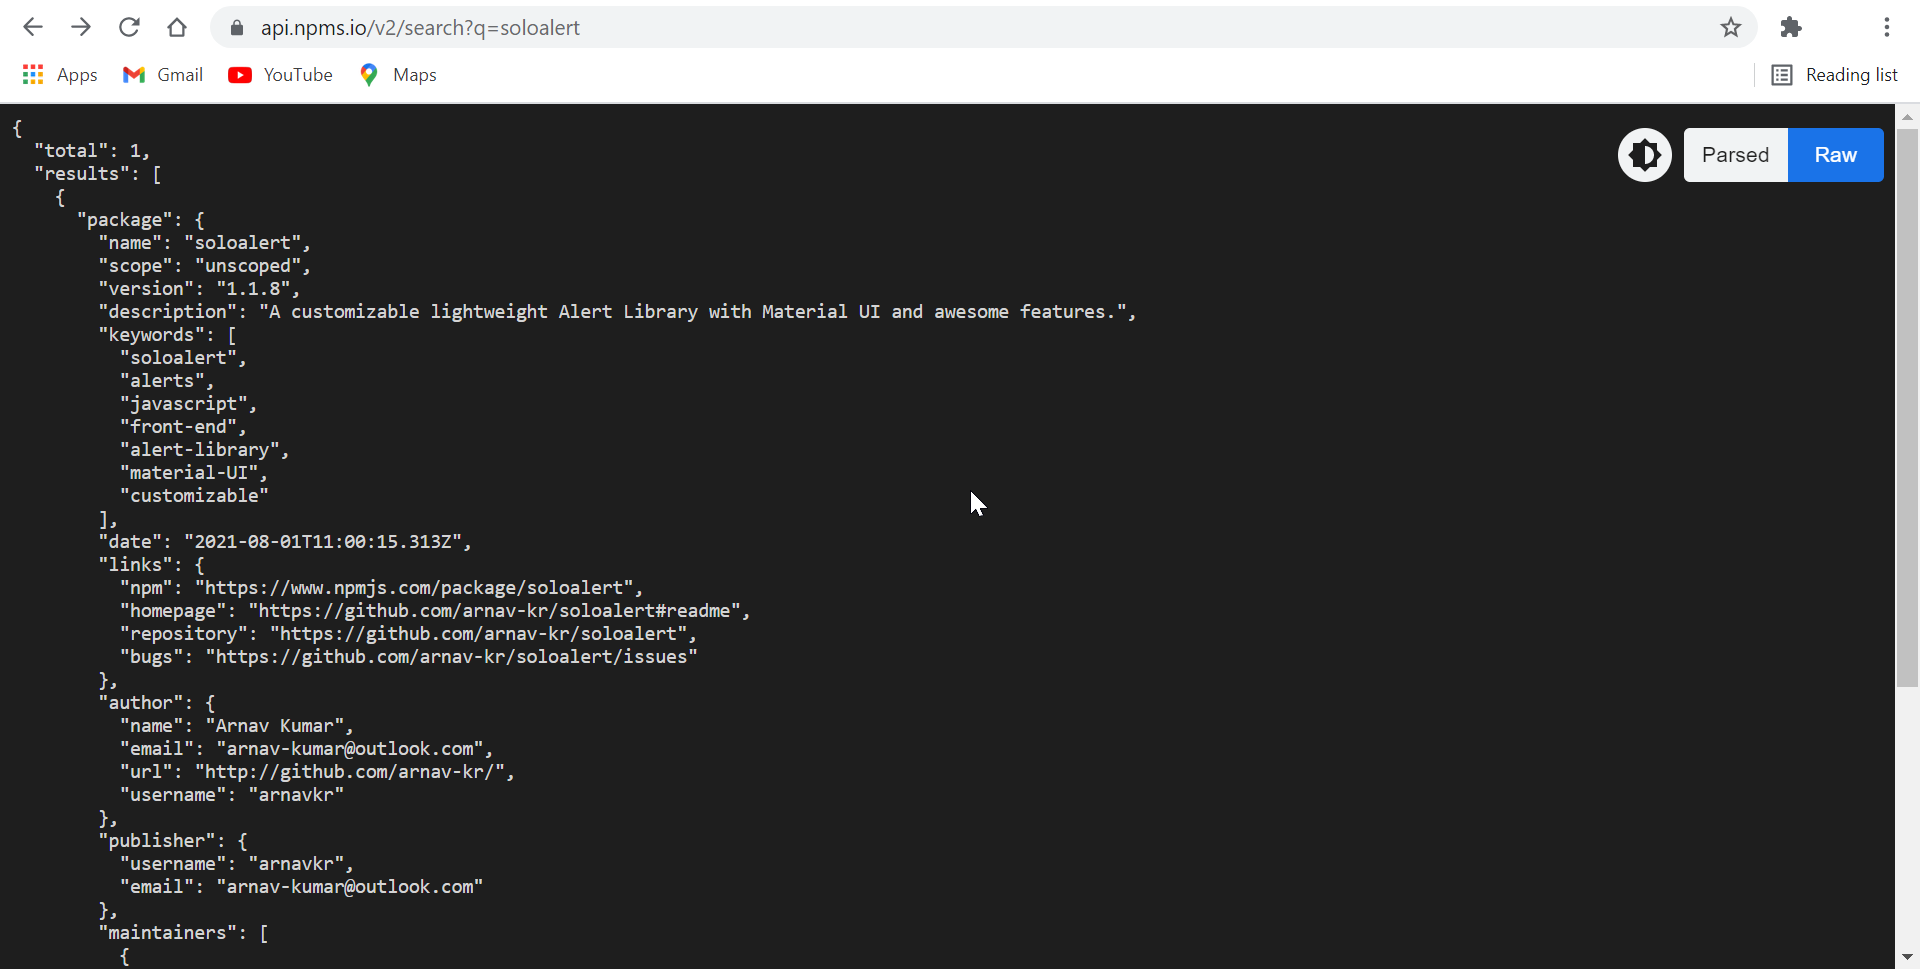 api.npms.io/v2/search?q=soloalert
Apps Gmail YouTube Maps Reading list
Parsed Raw
{
"total": 1,
"results": [
{
"package": {
"name": "soloalert",
"scope": "unscoped",
"version": "1.1.8",
"description": "A customizable lightweight Alert Library with Material UI and awesome features.",
"keywords": [
"soloalert",
"alerts",
"javascript",
"front-end",
"alert-library",
"material-UI",
"customizable"
],
"date": "2021-08-01T11:00:15.313Z",
"links": {
"npm": "https://www.npmjs.com/package/soloalert",
"homepage": "https://github.com/arnav-kr/soloalert#readme",
"repository": "https://github.com/arnav-kr/soloalert",
"bugs": "https://github.com/arnav-kr/soloalert/issues"
},
"author": {
"name": "Arnav Kumar",
"email": "arnav-kumar@outlook.com",
"url": "http://github.com/arnav-kr/",
"username": "arnavkr"
},
"publisher": {
"username": "arnavkr",
"email": "arnav-kumar@outlook.com"
},
"maintainers": [
{